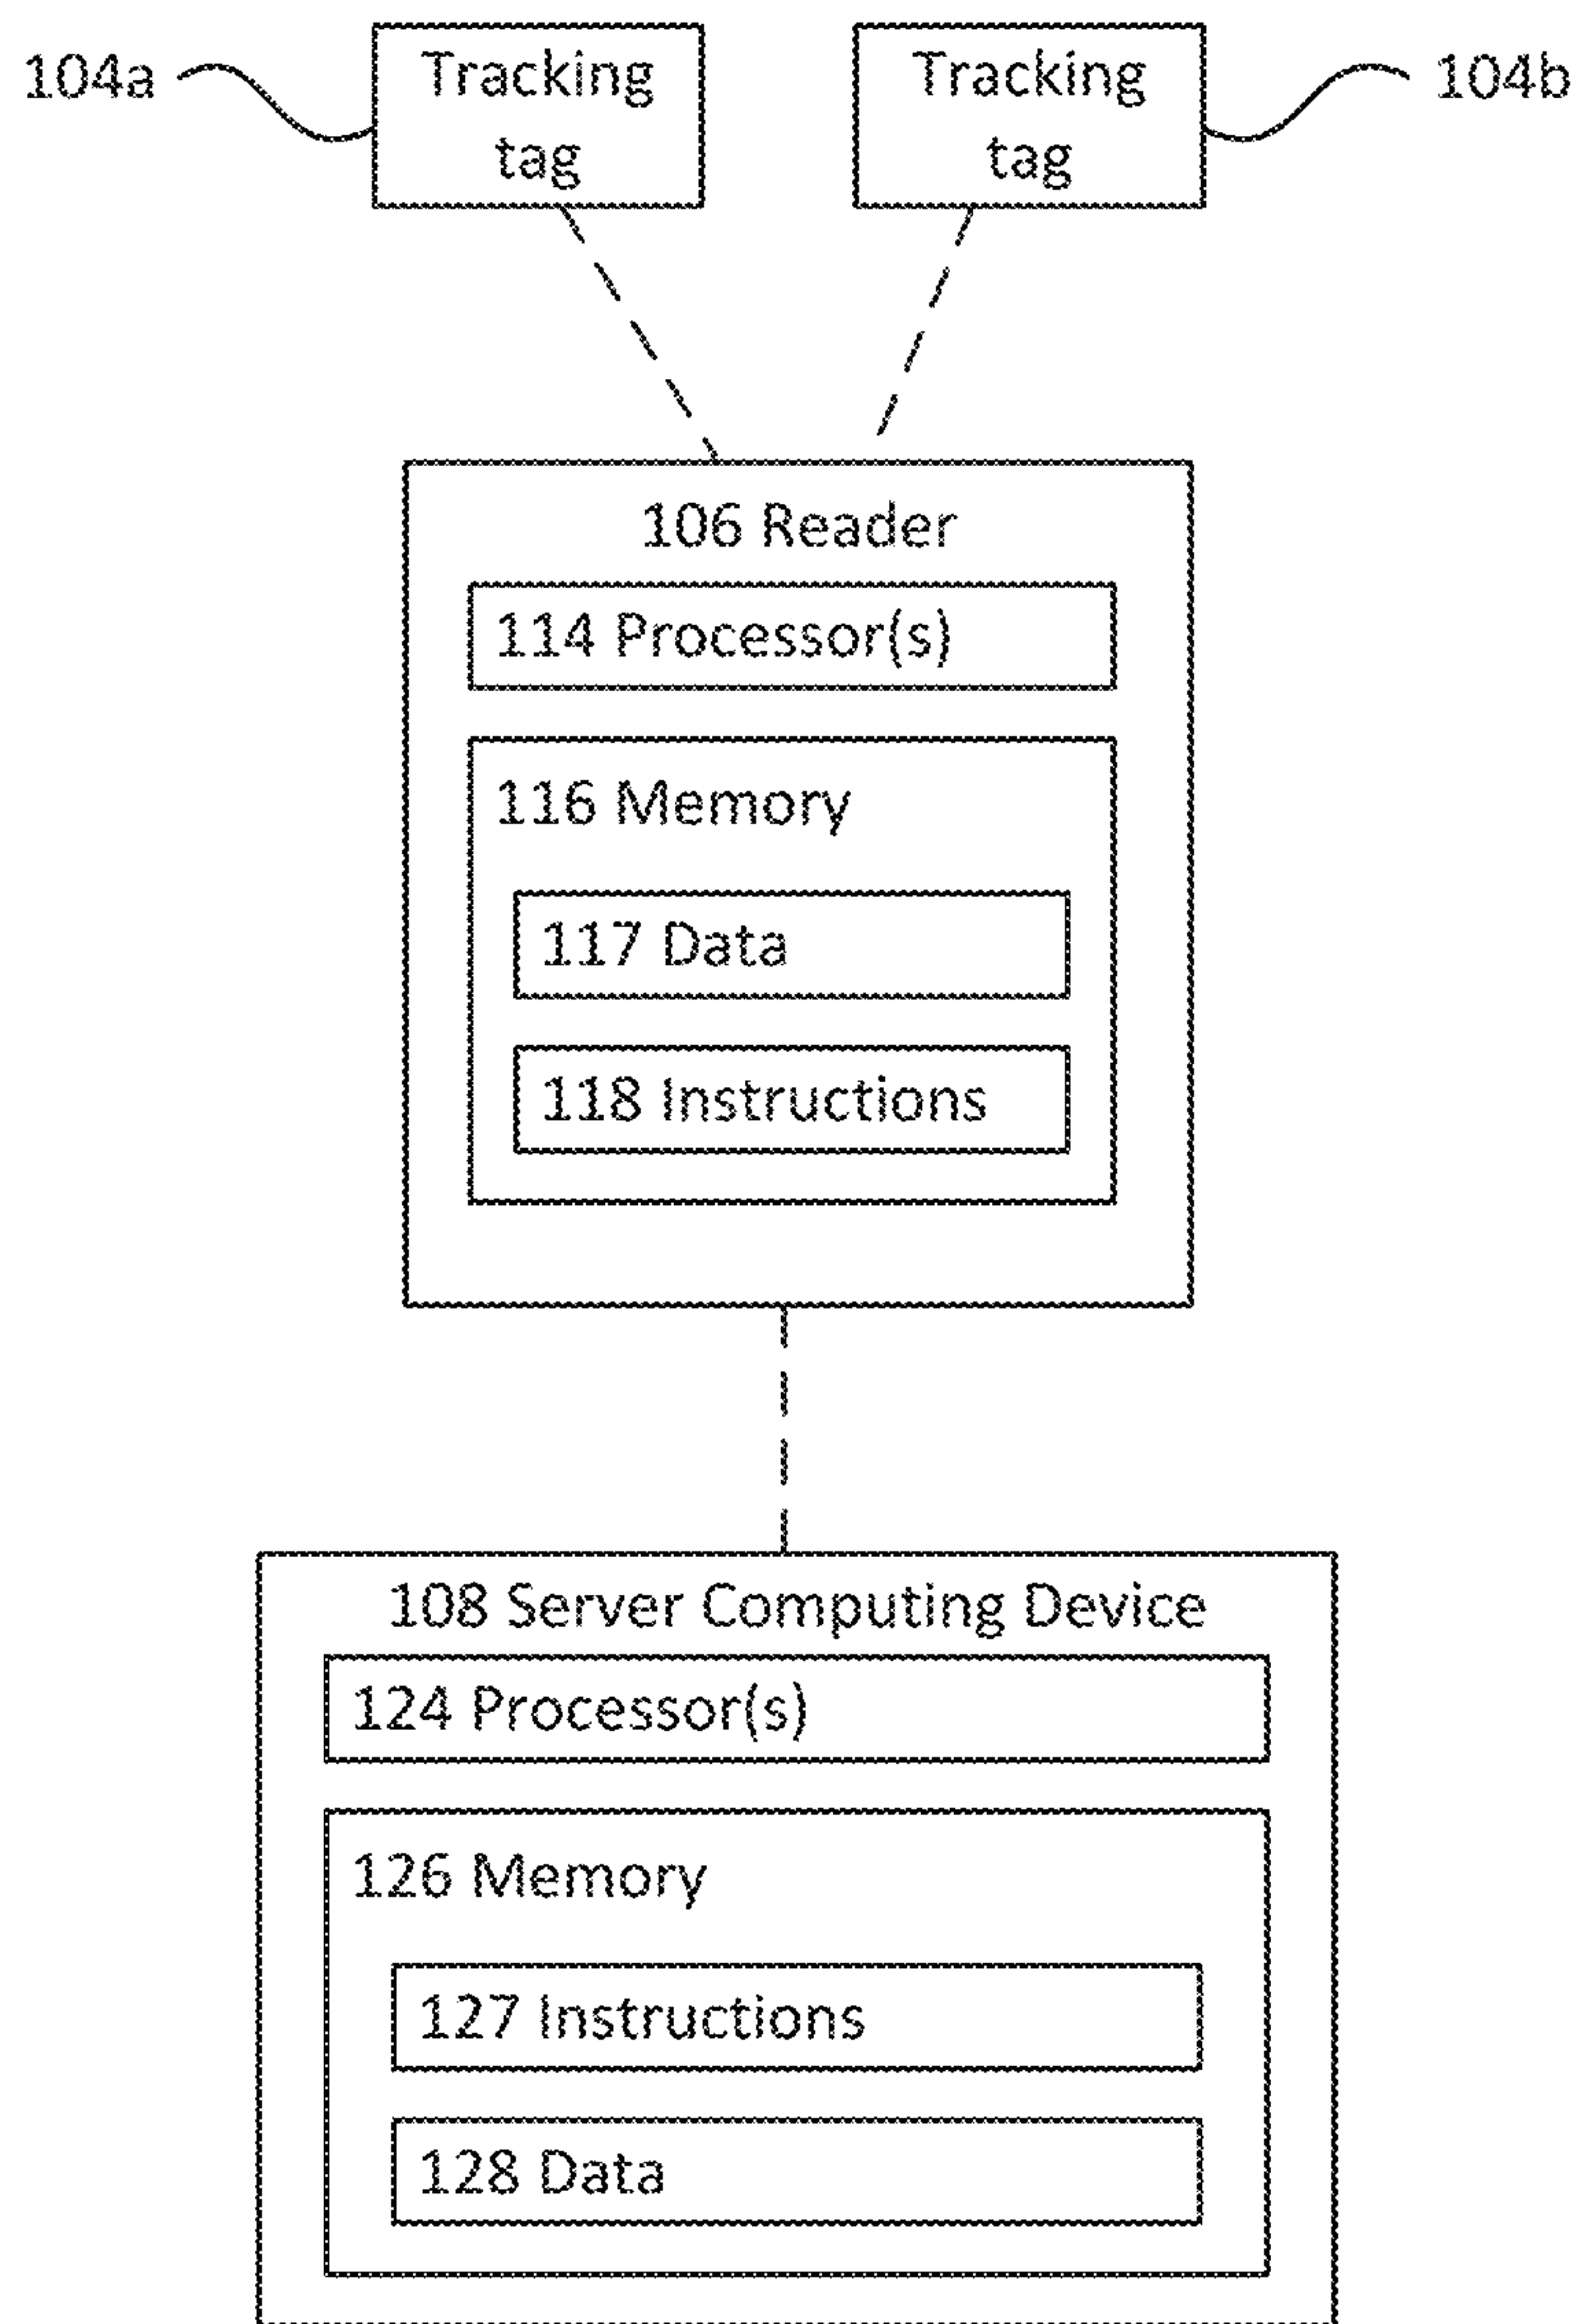 104a
Tracking
tag
Tracking
tag
104b
106 Reader
114 Processor(s)
116 Memory
117 Data
118 Instructions
108 Server Computing Device
124 Processor(s)
126 Memory
127 Instructions
128 Data